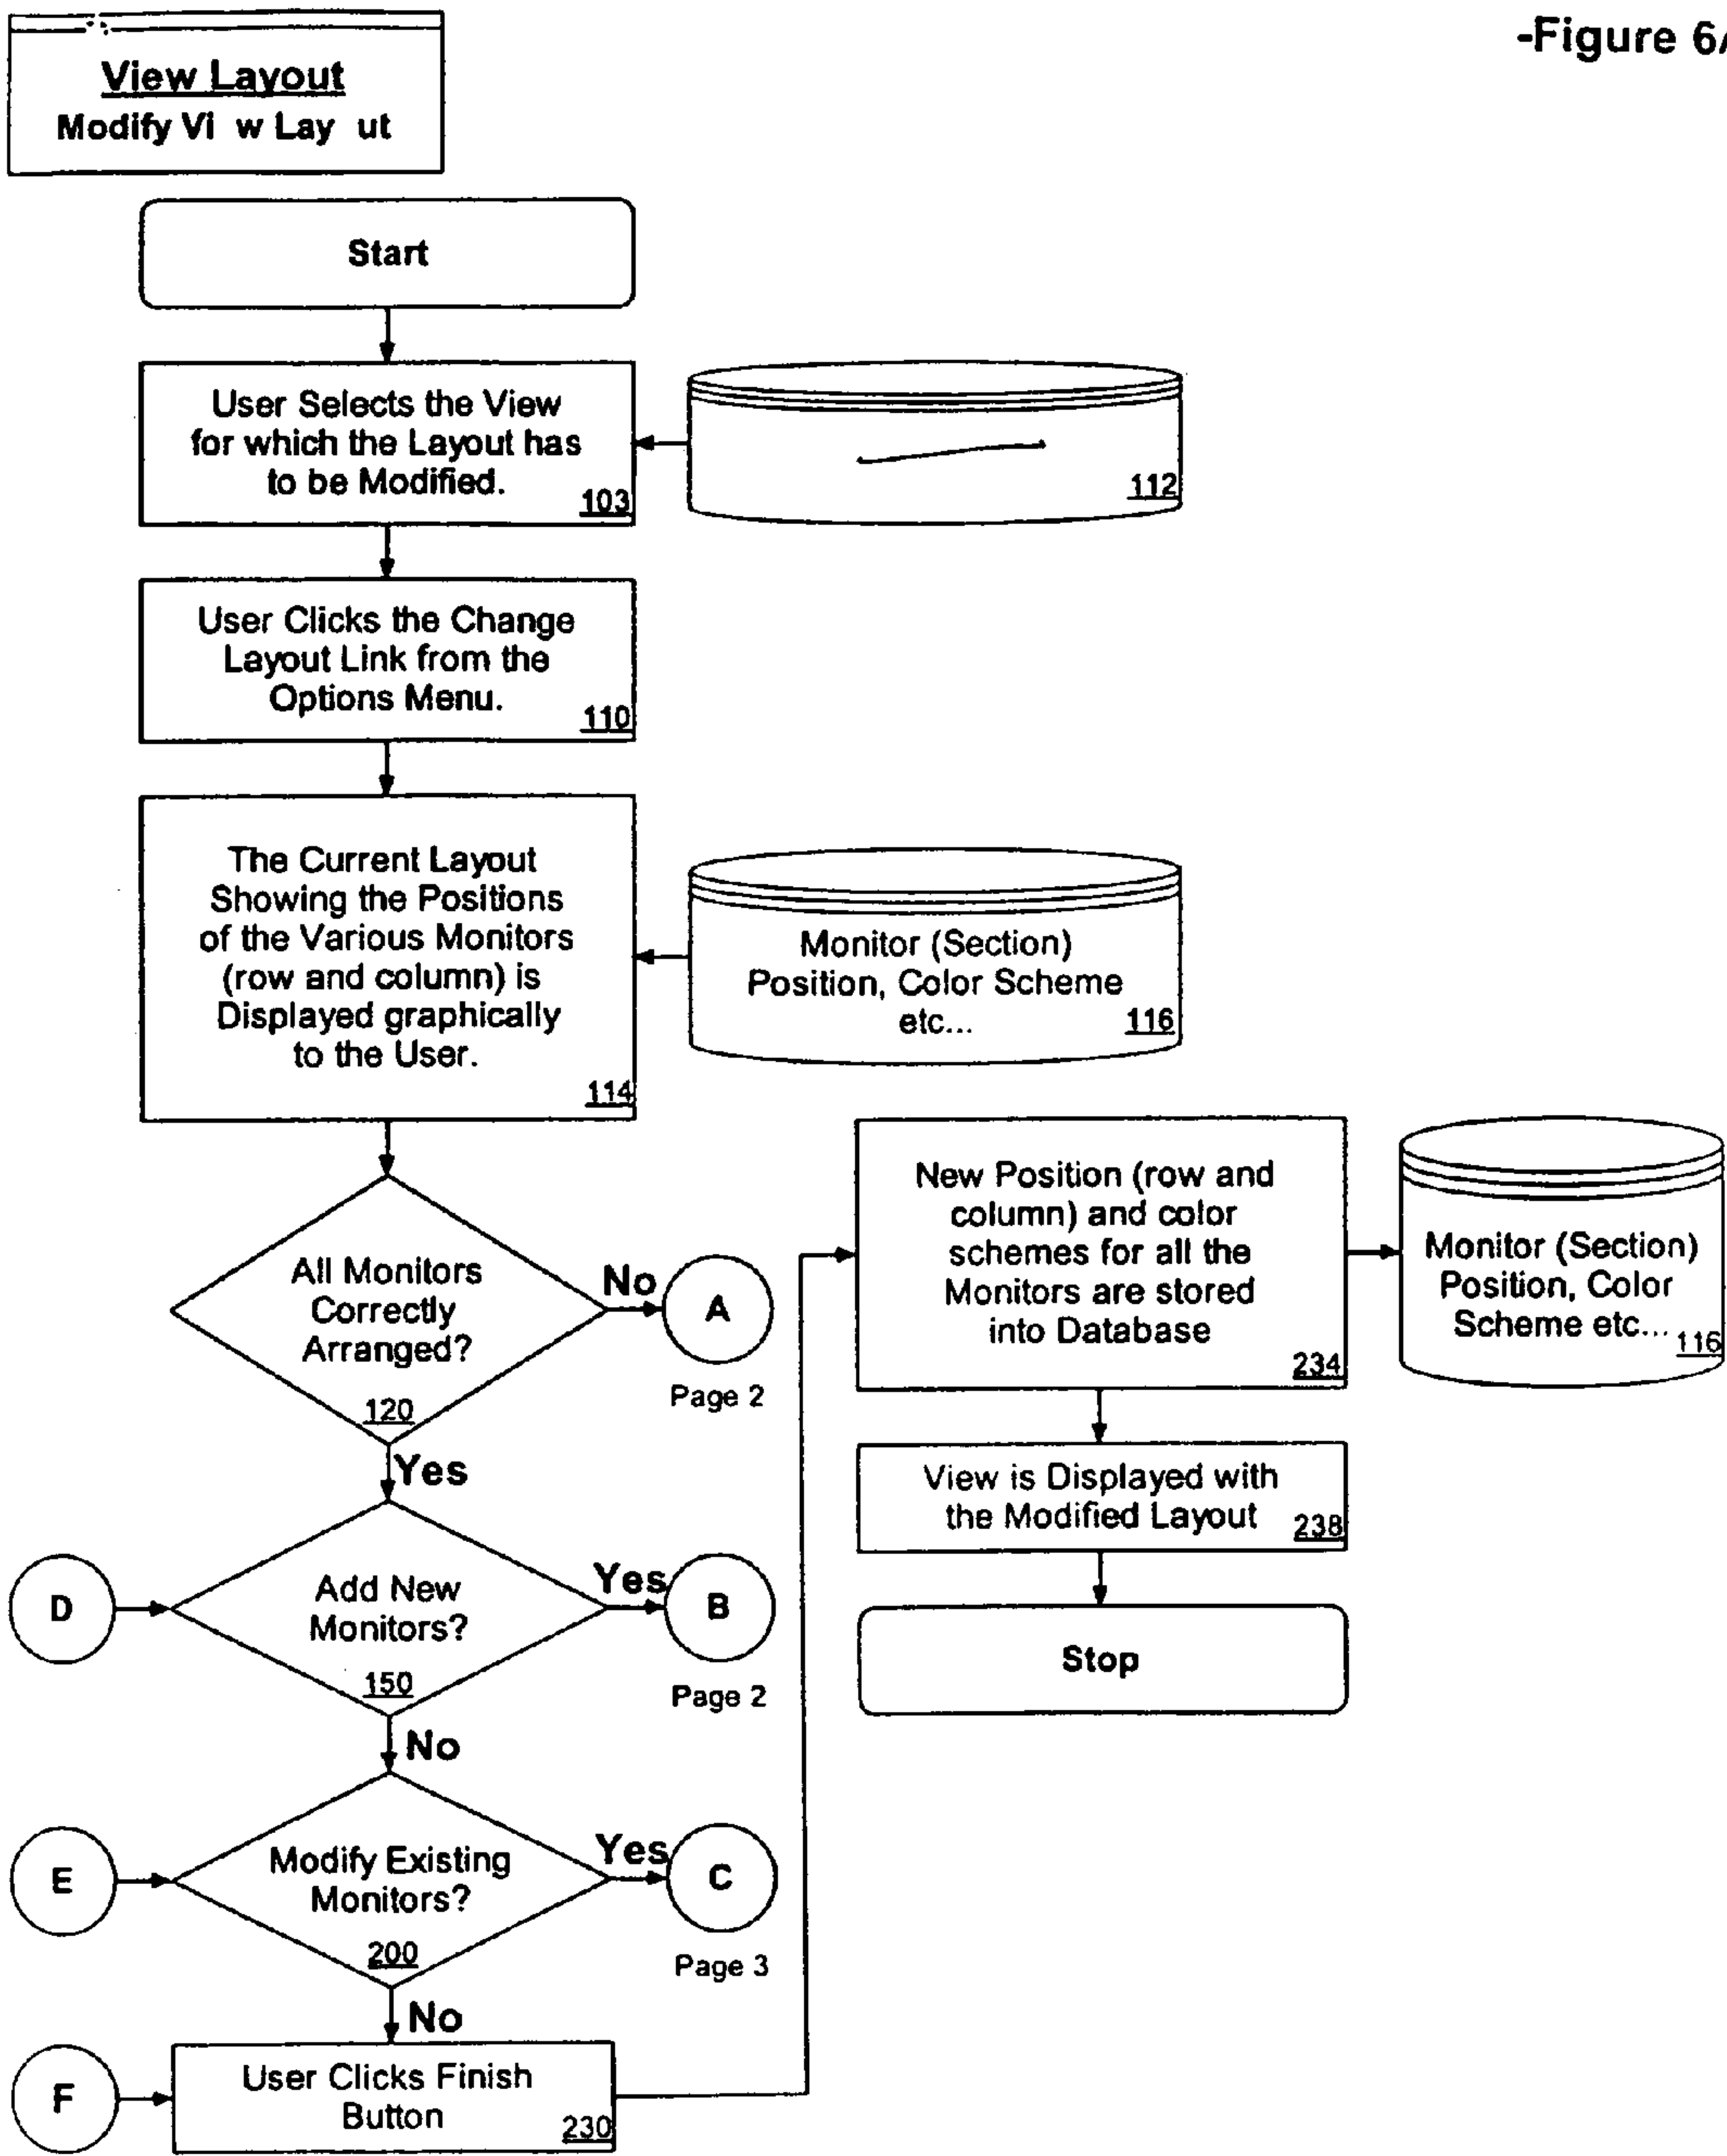 -Figure 6A
View Layout
Modify Vi w Lay ut
Start
User Selects the View
for which the Layout has
to be Modified.
103
112
User Clicks the Change
Layout Link from the
Options Menu.
110
The Current Layout
Showing the Positions
of the Various Monitors
(row and column) is
Displayed graphically
to the User.
114
Monitor (Section)
Position, Color Scheme
etc...
116
All Monitors
Correctly
Arranged?
120
No
A
Page 2
Yes
D
Add New
Monitors?
150
Yes
B
Page 2
No
E
Modify Existing
Monitors?
200
Yes
C
Page 3
No
F
User Clicks Finish
Button
230
New Position (row and
column) and color
schemes for all the
Monitors are stored
into Database
234
Monitor (Section)
Position, Color
Scheme etc...
116
View is Displayed with
the Modified Layout
238
Stop